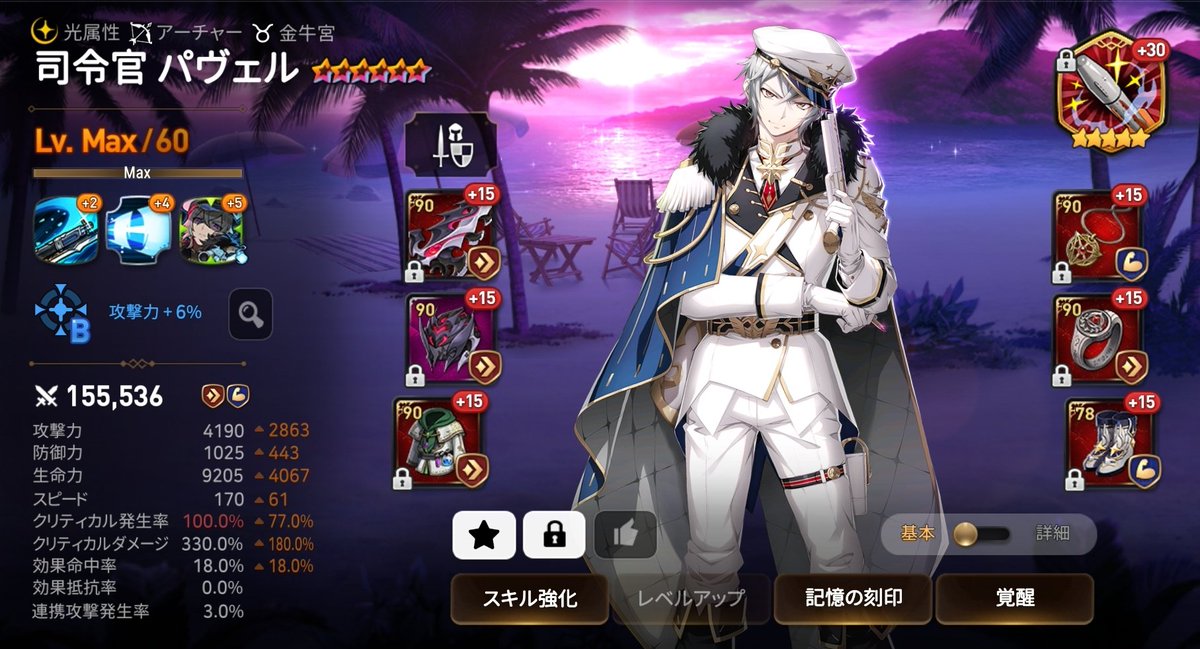 光属性 アーチャー 金牛宮
司令官 パヴェル
Lv. Max/60
Max
+2 +4 +5
B 攻撃力+6%
155,536
攻撃力 4190 2863
防御力 1025 443
生命力 9205 4067
スピード 170 61
クリティカル発生率 100.0% 77.0%
クリティカルダメージ 330.0% 180.0%
効果命中率 18.0% 18.0%
効果抵抗率 0.0%
連携攻撃発生率 3.0%
90 +15
90 +15
90 +15
+30
90 +15
90 +15
78 +15
基本 詳細
スキル強化
レベルアップ
記憶の刻印
覚醒